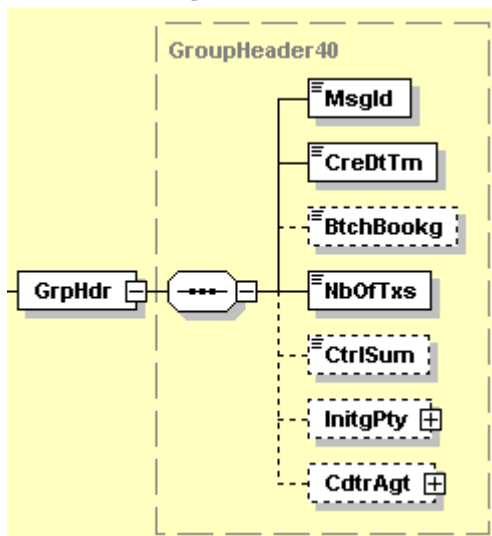 GroupHeader40
MsgId
CreDtTm
BtchBookg
GrpHdr
NbOfTxs
CtrlSum
InitgPty
CdtrAgt